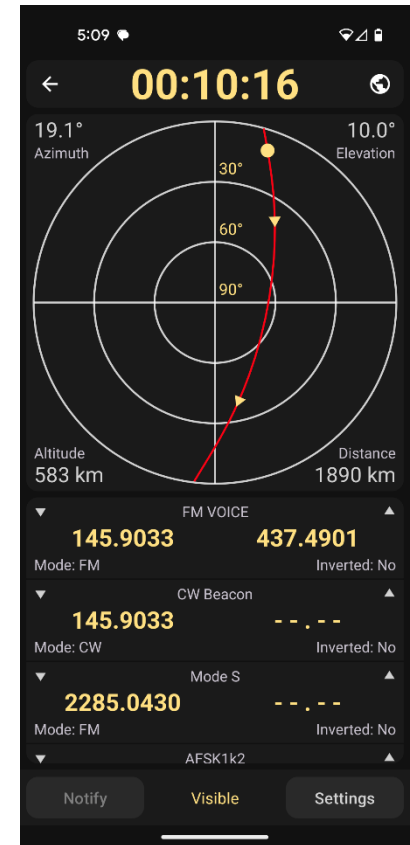 5:09
00:10:16
19.1° 10.0°
Azimuth Elevation
30°
60°
90°
Altitude Distance
583 km 1890 km
▼ FM VOICE ▲
145.9033 437.4901
Mode: FM Inverted: No
▼ CW Beacon ▲
145.9033 - - . - -
Mode: CW Inverted: No
▼ Mode S ▲
2285.0430 - - . - -
Mode: FM Inverted: No
▼ AFSK1k2 ▲
Notify Visible Settings